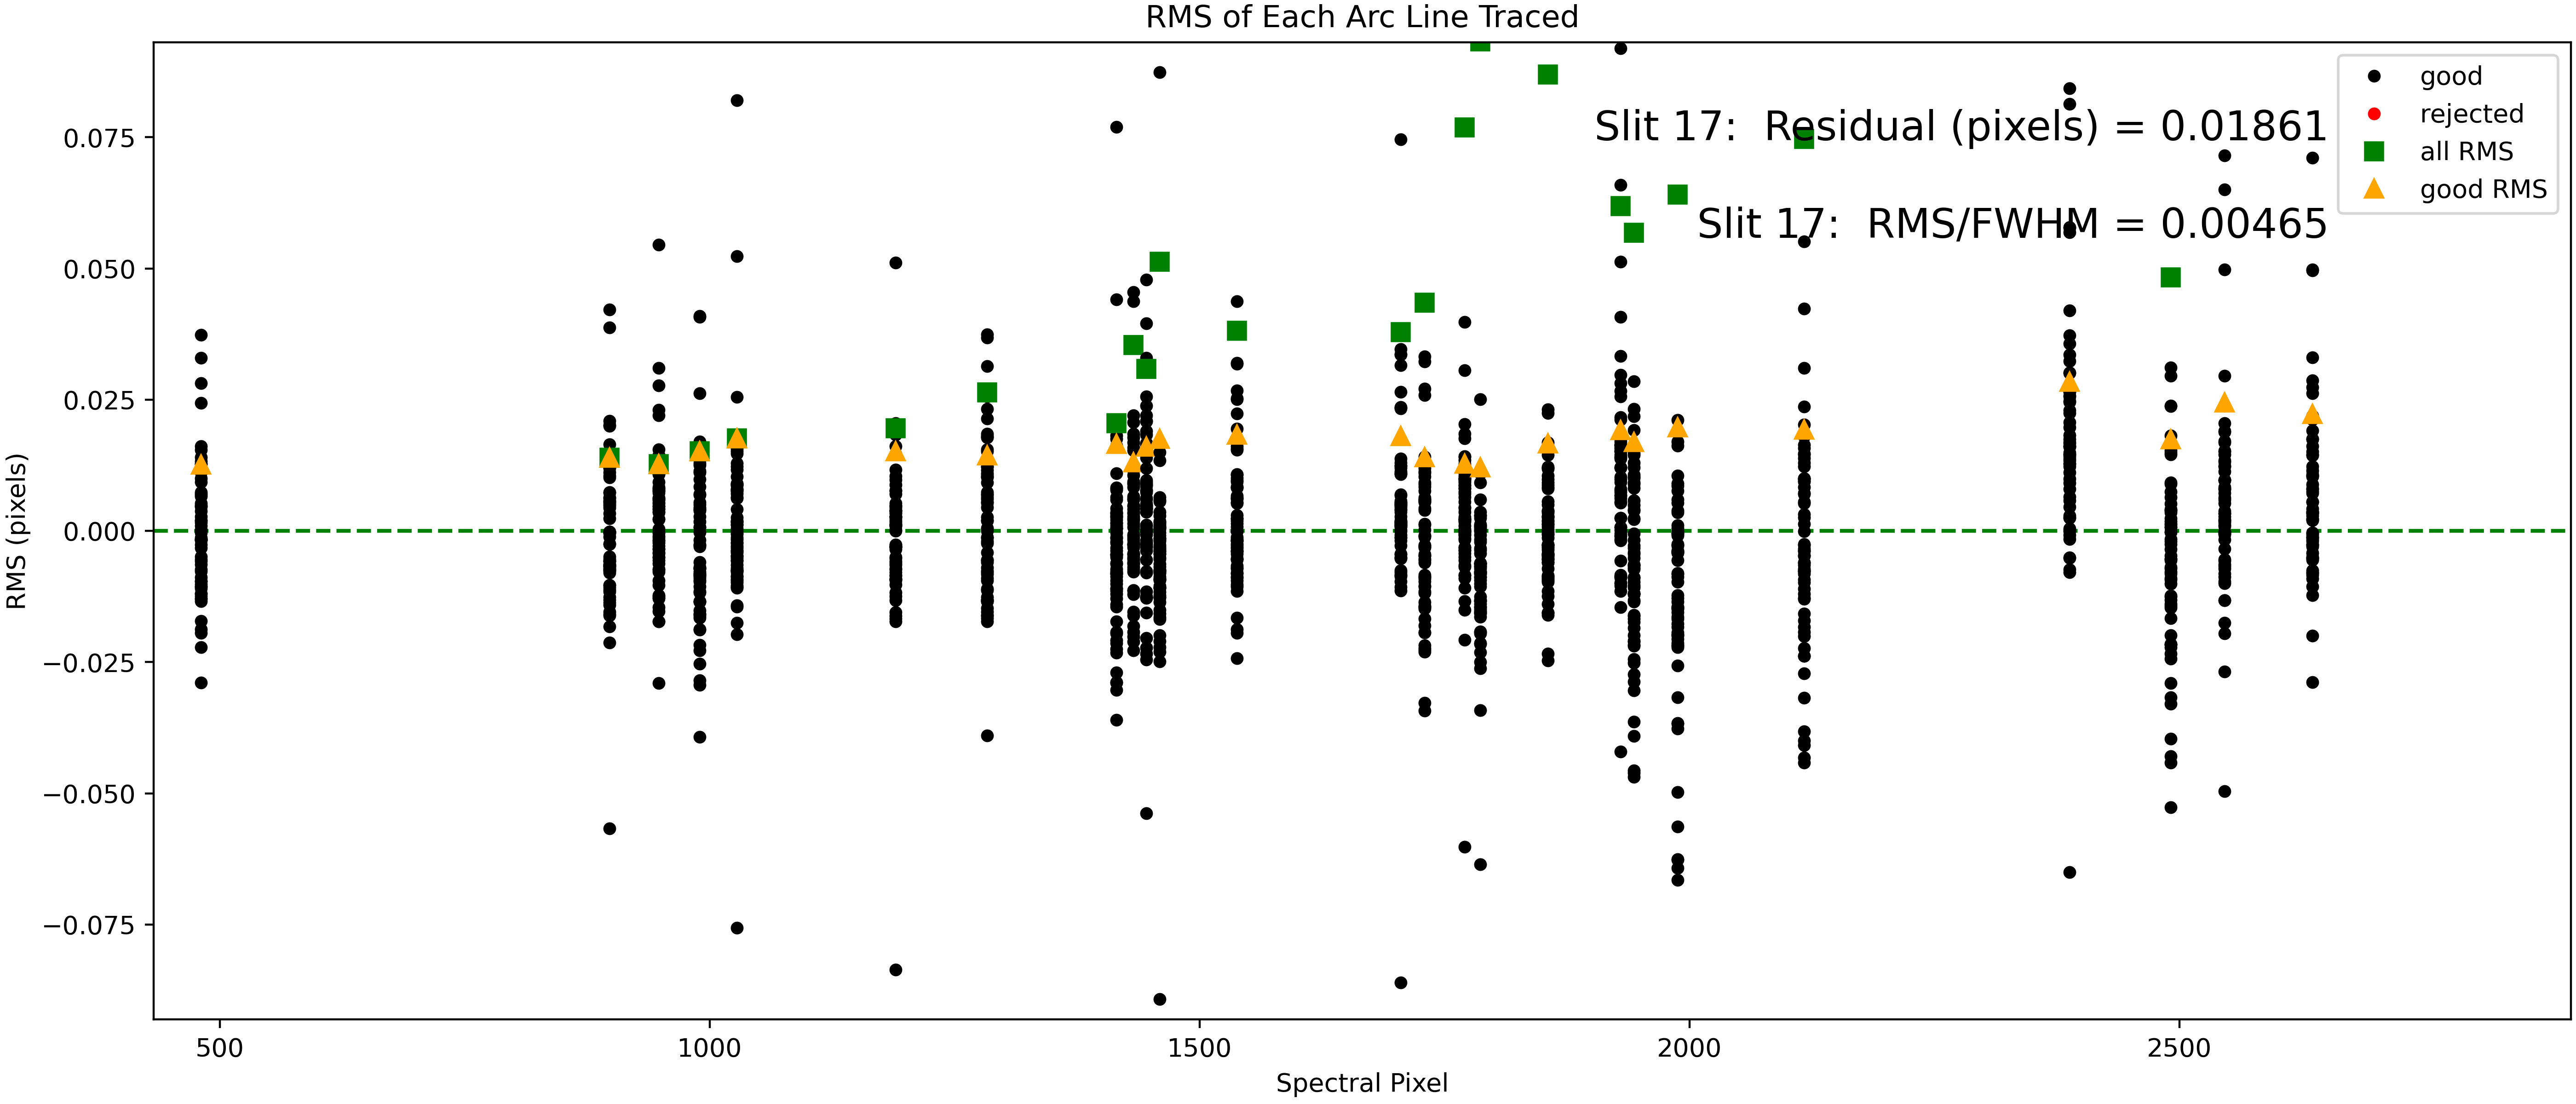 RMS of Each Arc Line Traced
good
rejected
all RMS
good RMS
Slit 17:  Residual (pixels) = 0.01861
Slit 17:  RMS/FWHM = 0.00465
RMS (pixels)
0.075
0.050
0.025
0.000
−0.025
−0.050
−0.075
500
1000
1500
2000
2500
Spectral Pixel